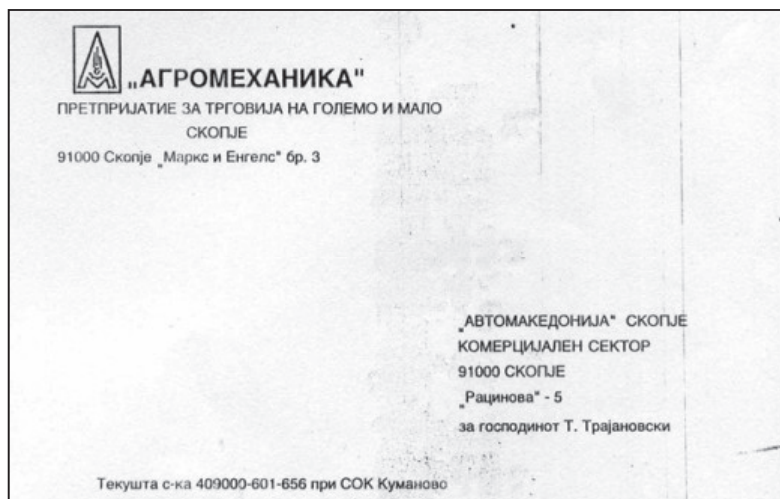 „АГРОМЕХАНИКА"
ПРЕТПРИЈАТИЕ ЗА ТРГОВИЈА НА ГОЛЕМО И МАЛО
СКОПЈЕ
91000 Скопје „Маркс и Енгелс" бр. 3
„АВТОМАКЕДОНИЈА" СКОПЈЕ
КОМЕРЦИЈАЛЕН СЕКТОР
91000 СКОПЈЕ
„Рацинова" - 5
за господинот Т. Трајановски
Текушта с-ка 409000-601-656 при СОК Куманово